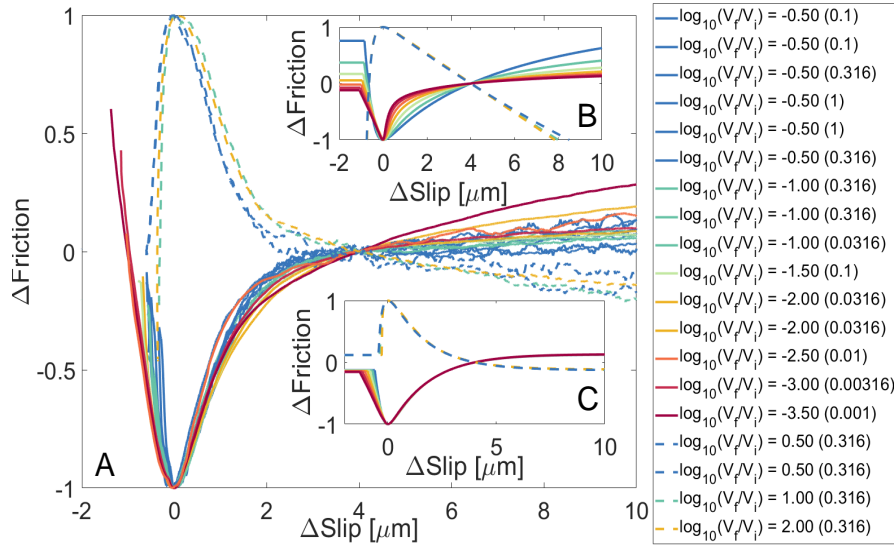 1
0.5
0
-0.5
-1
ΔFriction
-2
0
2
4
6
8
10
ΔSlip [μm]
A
1
0
-1
ΔFriction
-2
0
2
4
6
8
10
ΔSlip [μm]
B
1
0
-1
ΔFriction
0
5
10
ΔSlip [μm]
C
log10(Vf/Vi) = -0.50 (0.1)
log10(Vf/Vi) = -0.50 (0.1)
log10(Vf/Vi) = -0.50 (0.316)
log10(Vf/Vi) = -0.50 (1)
log10(Vf/Vi) = -0.50 (1)
log10(Vf/Vi) = -0.50 (0.316)
log10(Vf/Vi) = -1.00 (0.316)
log10(Vf/Vi) = -1.00 (0.316)
log10(Vf/Vi) = -1.00 (0.0316)
log10(Vf/Vi) = -1.50 (0.1)
log10(Vf/Vi) = -2.00 (0.0316)
log10(Vf/Vi) = -2.00 (0.0316)
log10(Vf/Vi) = -2.50 (0.01)
log10(Vf/Vi) = -3.00 (0.00316)
log10(Vf/Vi) = -3.50 (0.001)
log10(Vf/Vi) = 0.50 (0.316)
log10(Vf/Vi) = 0.50 (0.316)
log10(Vf/Vi) = 1.00 (0.316)
log10(Vf/Vi) = 2.00 (0.316)